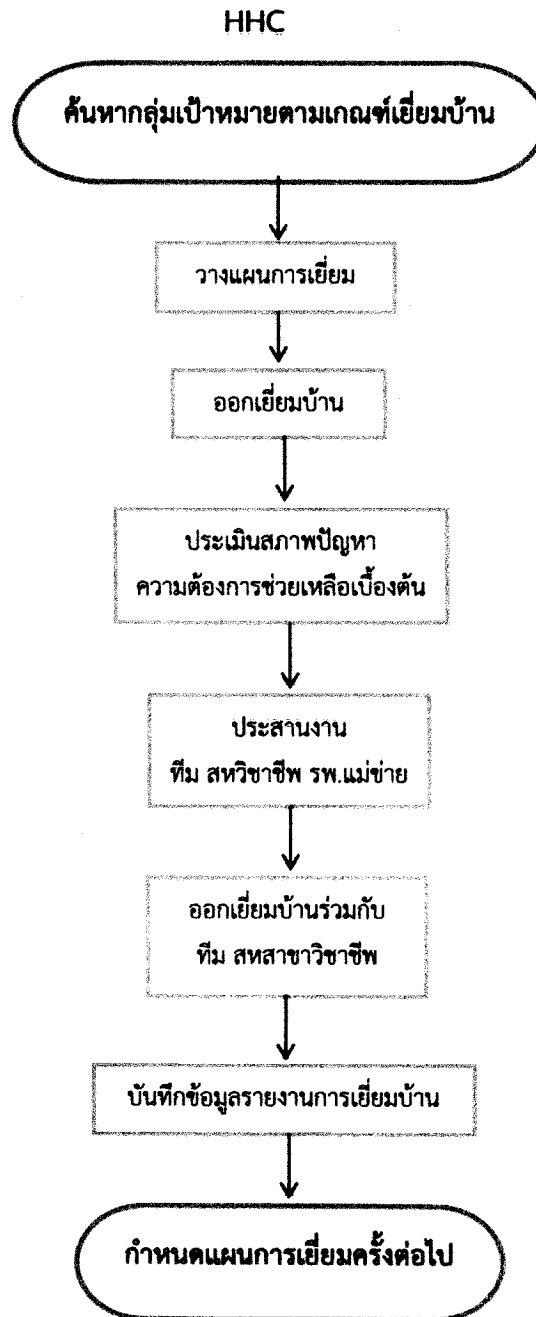 HHC
ค้นหากลุ่มเป้าหมายตามเกณฑ์เยี่ยมบ้าน
วางแผนการเยี่ยม
ออกเยี่ยมบ้าน
ประเมินสภาพปัญหา
ความต้องการช่วยเหลือเบื้องต้น
ประสานงาน
ทีม สหวิชาชีพ รพ.แม่ข่าย
ออกเยี่ยมบ้านร่วมกับ
ทีม สหสาขาวิชาชีพ
บันทึกข้อมูลรายงานการเยี่ยมบ้าน
กำหนดแผนการเยี่ยมครั้งต่อไป